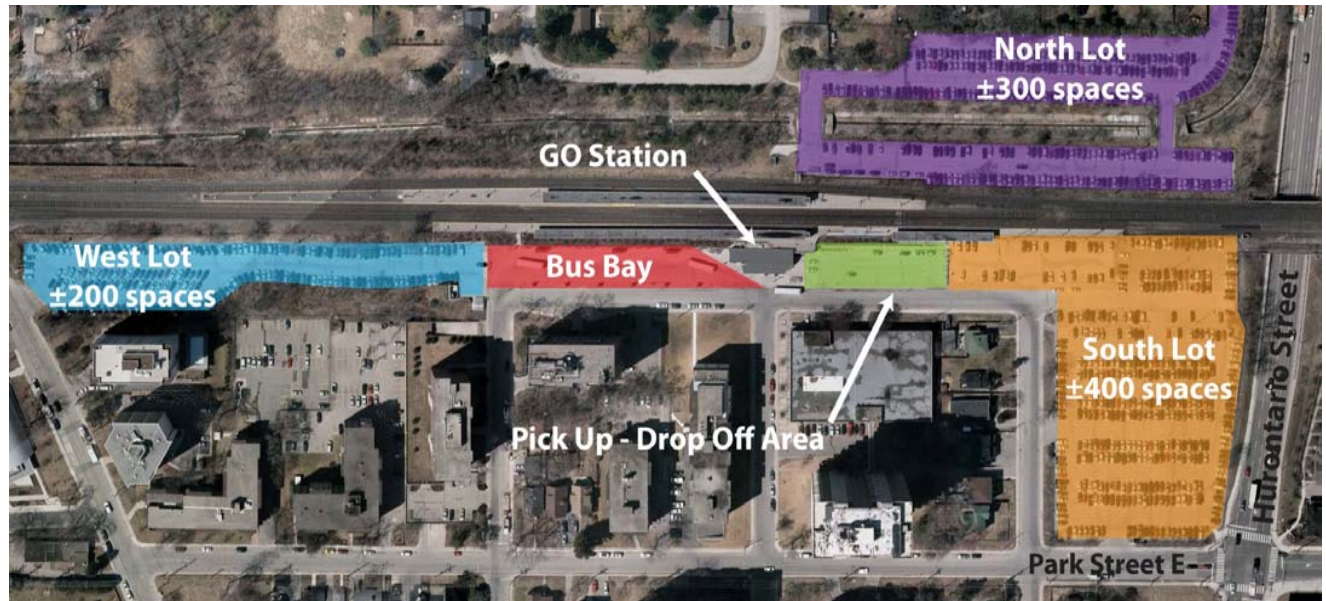 North Lot
±300 spaces
GO Station
West Lot
±200 spaces
Bus Bay
South Lot
±400 spaces
Pick Up - Drop Off Area
Hurontario Street
Park Street E